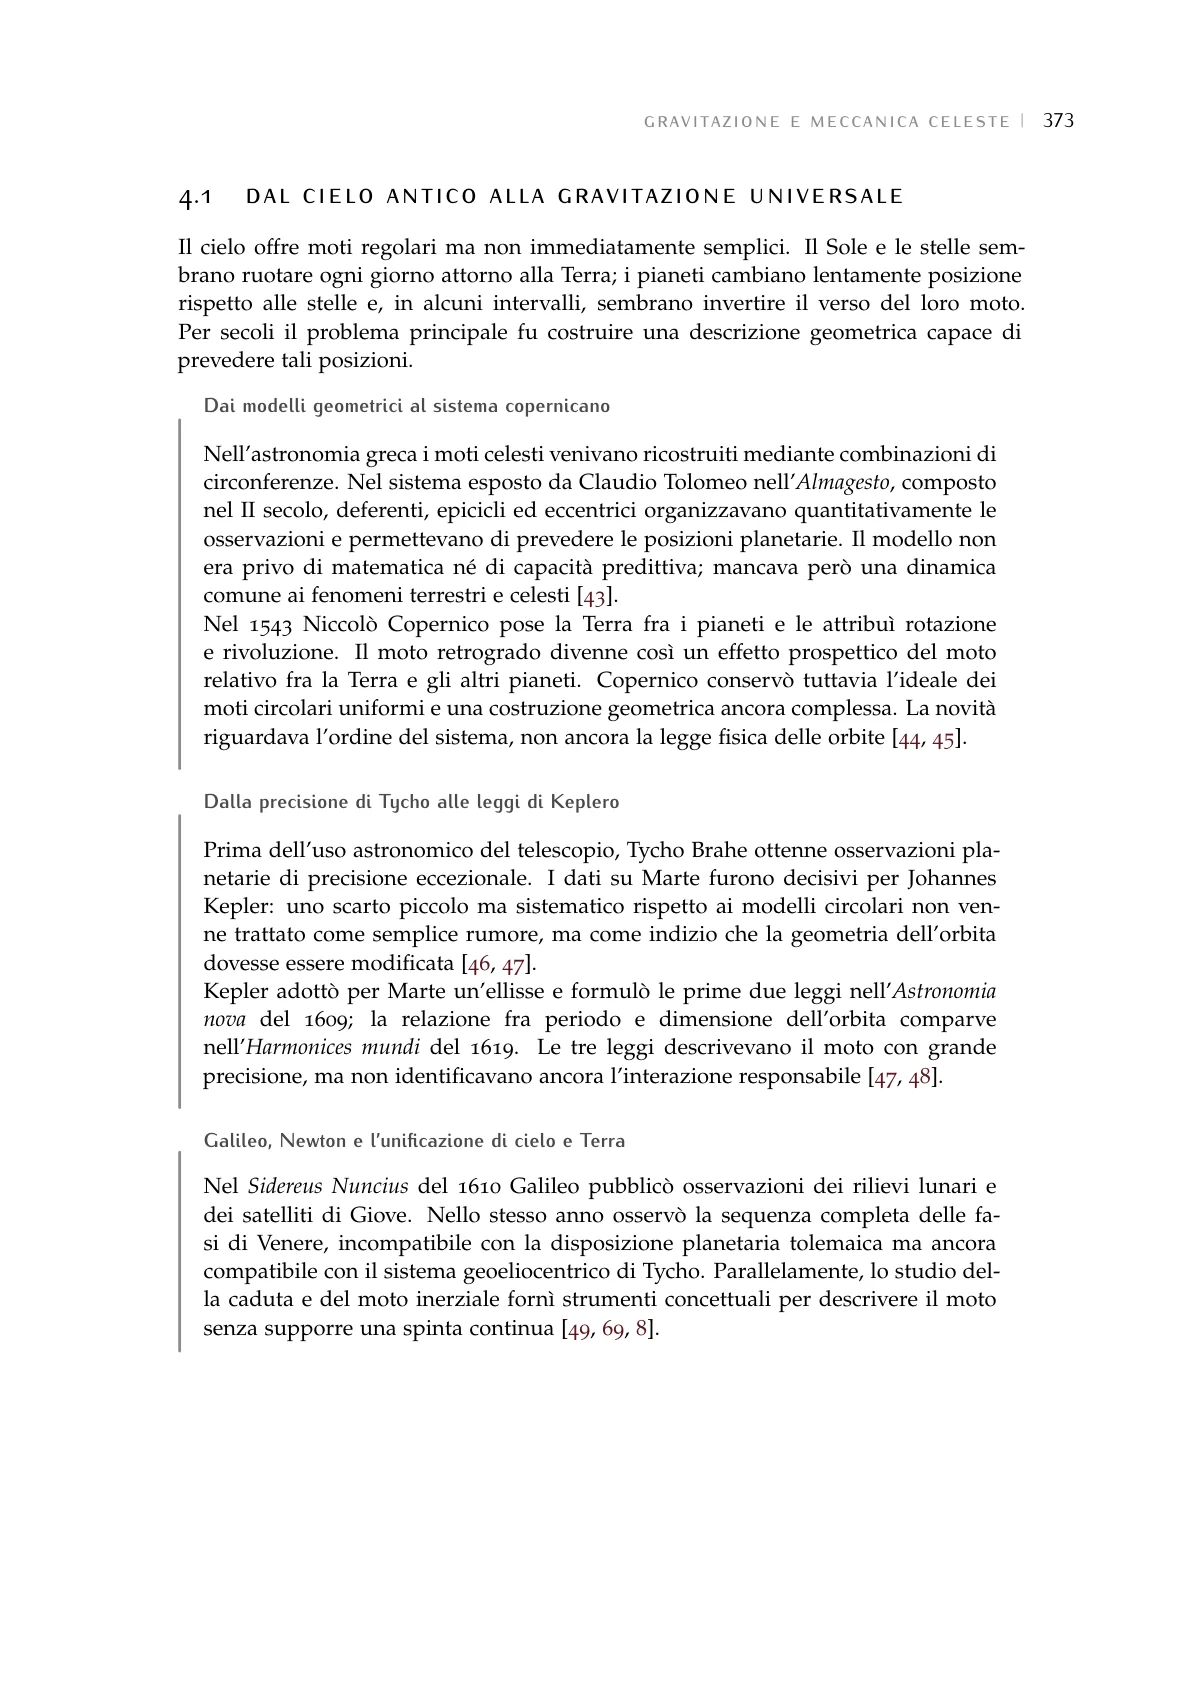 GRAVITAZIONE E MECCANICA CELESTE | 373
4.1 DAL CIELO ANTICO ALLA GRAVITAZIONE UNIVERSALE
Il cielo offre moti regolari ma non immediatamente semplici. Il Sole e le stelle sem-
brano ruotare ogni giorno attorno alla Terra; i pianeti cambiano lentamente posizione
rispetto alle stelle e, in alcuni intervalli, sembrano invertire il verso del loro moto.
Per secoli il problema principale fu costruire una descrizione geometrica capace di
prevedere tali posizioni.
Dai modelli geometrici al sistema copernicano
Nell'astronomia greca i moti celesti venivano ricostruiti mediante combinazioni di
circonferenze. Nel sistema esposto da Claudio Tolomeo nell'Almagesto, composto
nel II secolo, deferenti, epicicli ed eccentrici organizzavano quantitativamente le
osservazioni e permettevano di prevedere le posizioni planetarie. Il modello non
era privo di matematica né di capacità predittiva; mancava però una dinamica
comune ai fenomeni terrestri e celesti [43].
Nel 1543 Niccolò Copernico pose la Terra fra i pianeti e le attribuì rotazione
e rivoluzione. Il moto retrogrado divenne così un effetto prospettico del moto
relativo fra la Terra e gli altri pianeti. Copernico conservò tuttavia l'ideale dei
moti circolari uniformi e una costruzione geometrica ancora complessa. La novità
riguardava l'ordine del sistema, non ancora la legge fisica delle orbite [44, 45].
Dalla precisione di Tycho alle leggi di Keplero
Prima dell'uso astronomico del telescopio, Tycho Brahe ottenne osservazioni pla-
netarie di precisione eccezionale. I dati su Marte furono decisivi per Johannes
Kepler: uno scarto piccolo ma sistematico rispetto ai modelli circolari non ven-
ne trattato come semplice rumore, ma come indizio che la geometria dell'orbita
dovesse essere modificata [46, 47].
Kepler adottò per Marte un'ellisse e formulò le prime due leggi nell'Astronomia
nova del 1609; la relazione fra periodo e dimensione dell'orbita comparve
nell'Harmonices mundi del 1619. Le tre leggi descrivevano il moto con grande
precisione, ma non identificavano ancora l'interazione responsabile [47, 48].
Galileo, Newton e l'unificazione di cielo e Terra
Nel Sidereus Nuncius del 1610 Galileo pubblicò osservazioni dei rilievi lunari e
dei satelliti di Giove. Nello stesso anno osservò la sequenza completa delle fa-
si di Venere, incompatibile con la disposizione planetaria tolemaica ma ancora
compatibile con il sistema geoeliocentrico di Tycho. Parallelamente, lo studio del-
la caduta e del moto inerziale fornì strumenti concettuali per descrivere il moto
senza supporre una spinta continua [49, 69, 8].